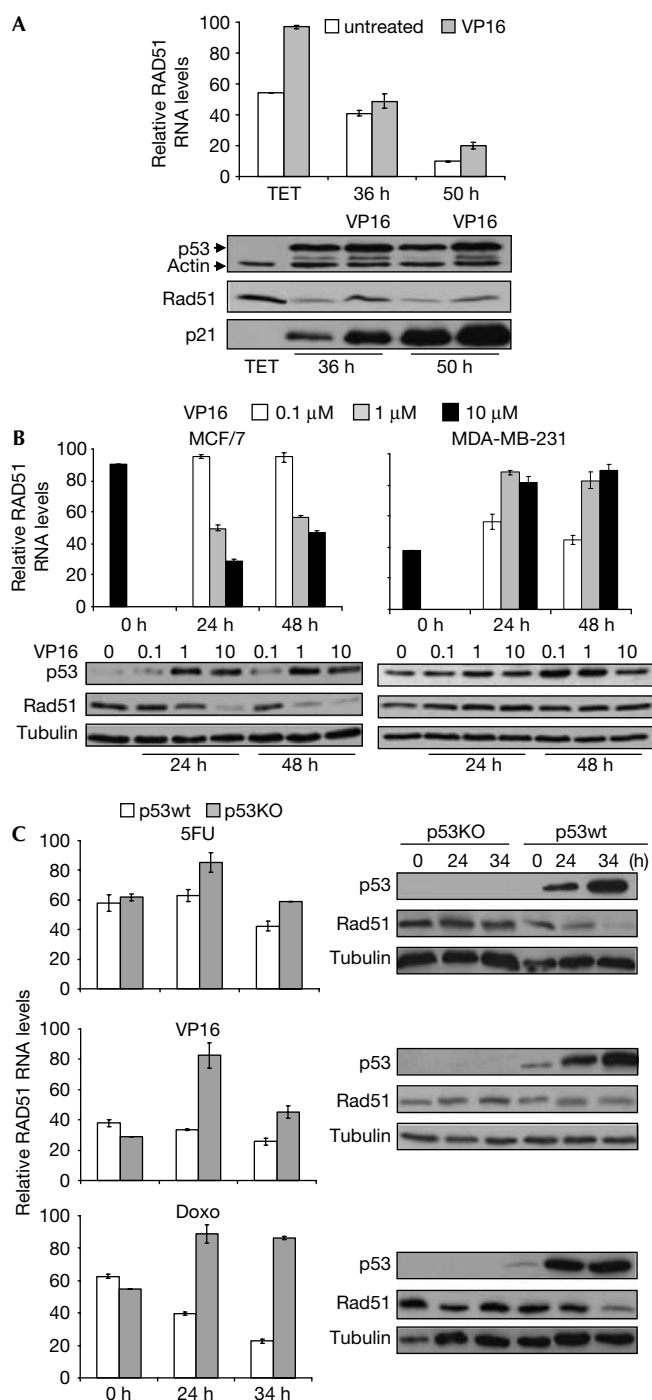 A
untreated VP16
Relative RAD51
RNA levels
100
80
60
40
20
0
TET 36 h 50 h
VP16 VP16
p53
Actin
Rad51
p21
TET 36 h 50 h
VP16 0.1 μM 1 μM 10 μM
B MCF/7 MDA-MB-231
Relative RAD51
RNA levels
100
80
60
40
20
0
0 h 24 h 48 h 0 h 24 h 48 h
VP16 0 0.1 1 10 0.1 1 10 0 0.1 1 10 0.1 1 10
p53
Rad51
Tubulin
24 h 48 h 24 h 48 h
p53wt p53KO
C 5FU p53KO p53wt
0 24 34 0 24 34 (h)
Relative RAD51 RNA levels
100
80
60
40
20
0
p53
Rad51
Tubulin
VP16
100
80
60
40
20
0
p53
Rad51
Tubulin
Doxo
100
80
60
40
20
0
p53
Rad51
Tubulin
0 h 24 h 34 h